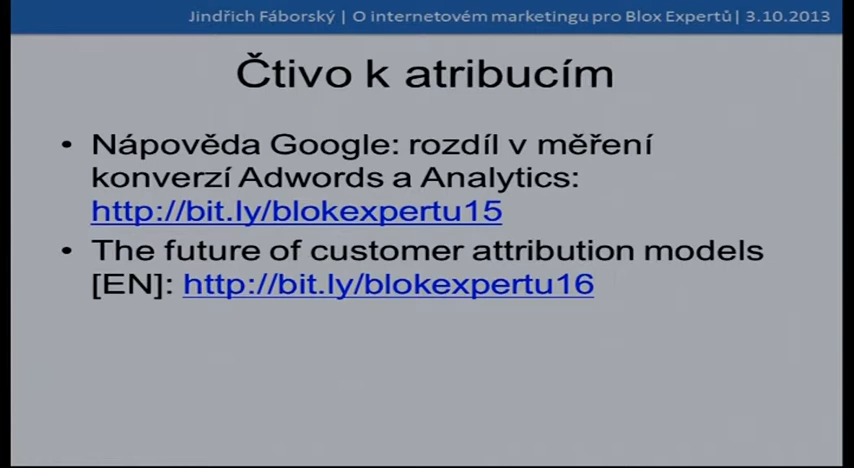 Jindřich Fáborský | O internetovém marketingu pro Blox Expertů| 3.10.2013
Čtivo k atribucím
• Nápověda Google: rozdíl v měření
konverzí Adwords a Analytics:
http://bit.ly/blokexpertu15
• The future of customer attribution models
[EN]: http://bit.ly/blokexpertu16